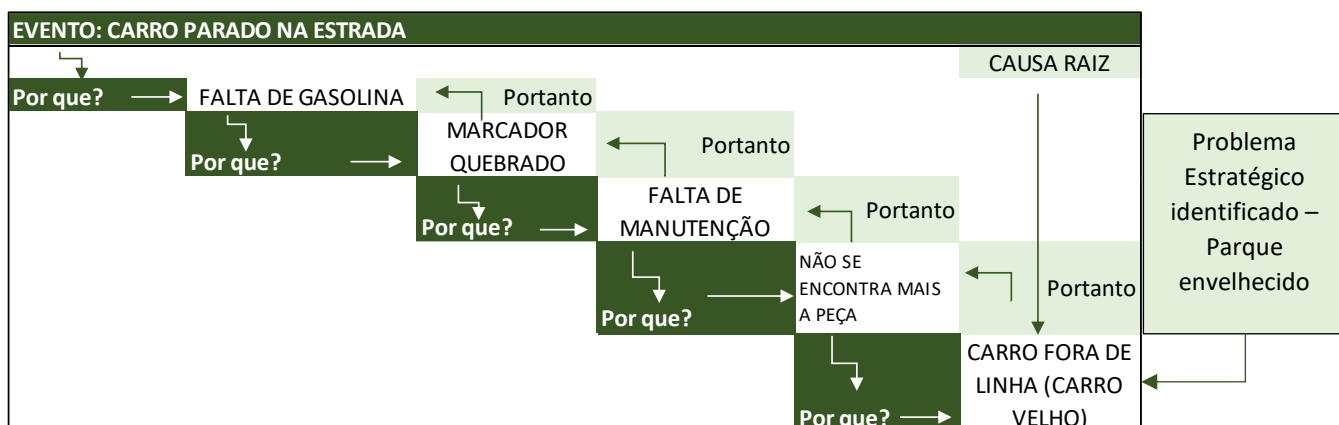 EVENTO: CARRO PARADO NA ESTRADA
CAUSA RAIZ
Por que?
FALTA DE GASOLINA
Portanto
Por que?
MARCADOR
QUEBRADO
Portanto
Por que?
FALTA DE
MANUTENÇÃO
Portanto
Por que?
NÃO SE
ENCONTRA MAIS
A PEÇA
Portanto
Por que?
CARRO FORA DE
LINHA (CARRO
VELHO)
Problema
Estratégico
identificado –
Parque
envelhecido